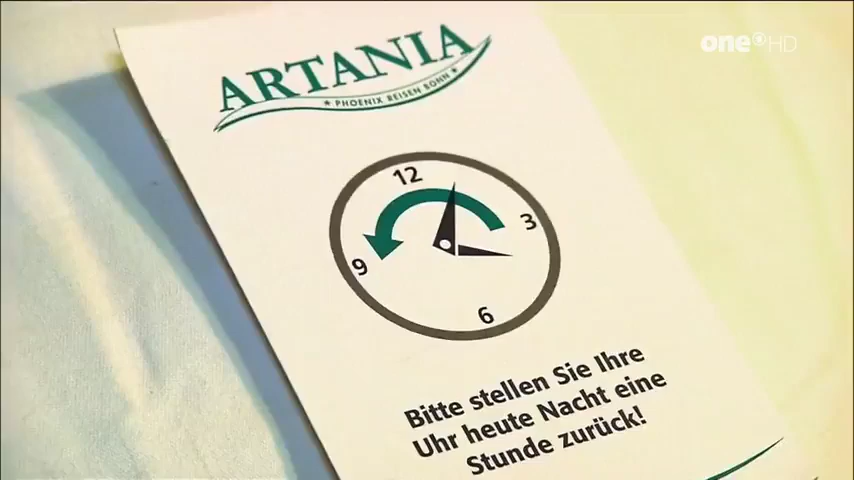 one HD
ARTANIA
* PHOENIX REISEN BONN *
12
3
9
6
Bitte stellen Sie Ihre
Uhr heute Nacht eine
Stunde zurück!